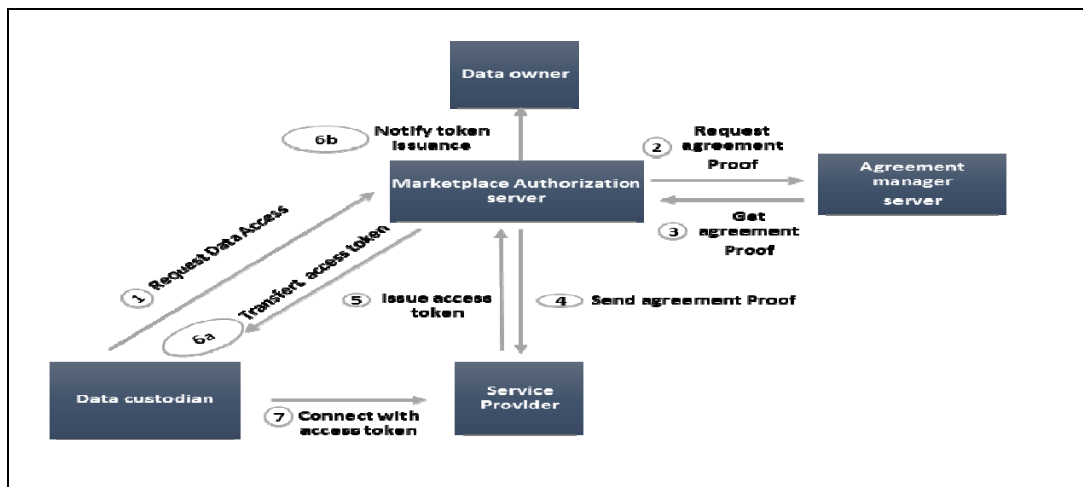 Data owner
6b
Notify token
issuance
2
Request
agreement
Proof
Marketplace Authorization
server
Agreement
manager
server
3
Get
agreement
Proof
1
Request Data Access
6a
Transfert access token
5
Issue access
token
4
Send agreement Proof
Data custodian
Service
Provider
7
Connect with
access token